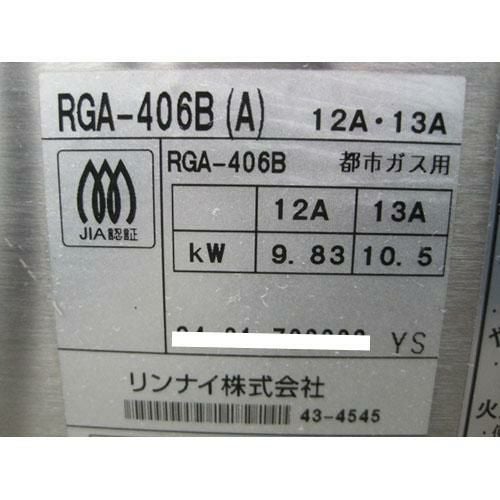 RGA-406B(A) 12A・13A
JIA認証
RGA-406B 都市ガス用
12A 13A
kW 9.83 10.5
YS
リンナイ株式会社
43-4545
火